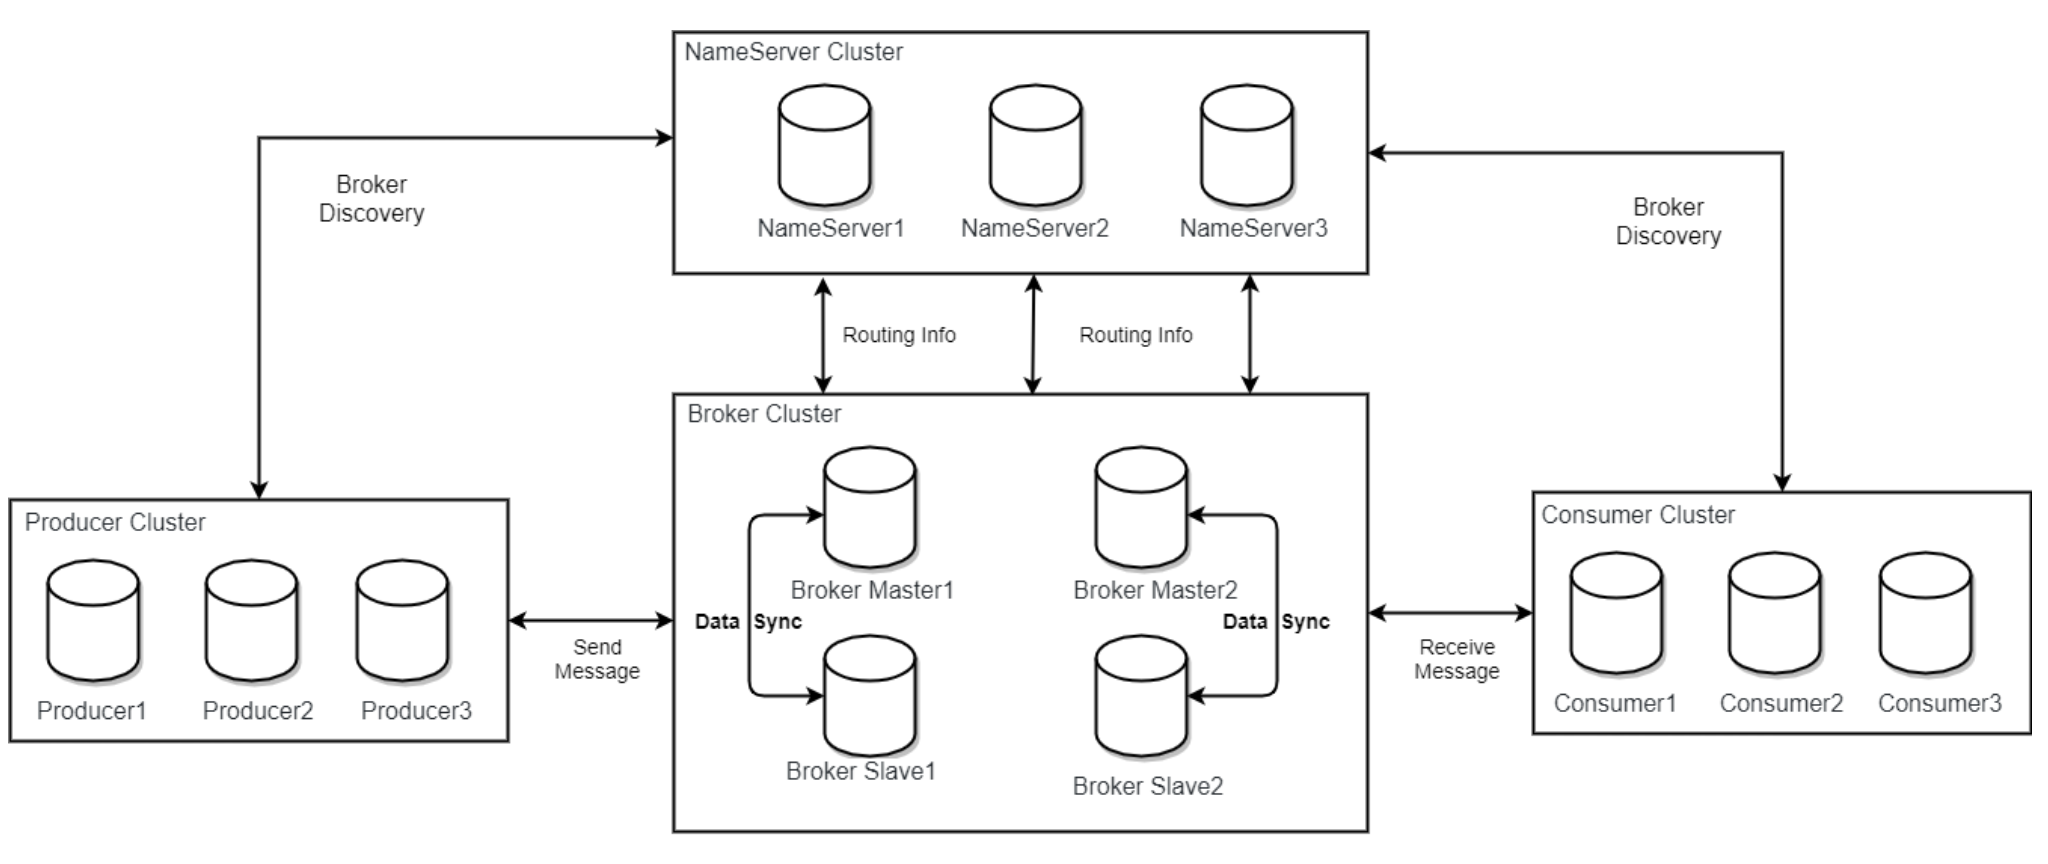 NameServer Cluster
NameServer1
NameServer2
NameServer3
Broker
Discovery
Broker
Discovery
Routing Info
Routing Info
Broker Cluster
Broker Master1
Broker Master2
Data Sync
Data Sync
Broker Slave1
Broker Slave2
Producer Cluster
Producer1
Producer2
Producer3
Send
Message
Receive
Message
Consumer Cluster
Consumer1
Consumer2
Consumer3